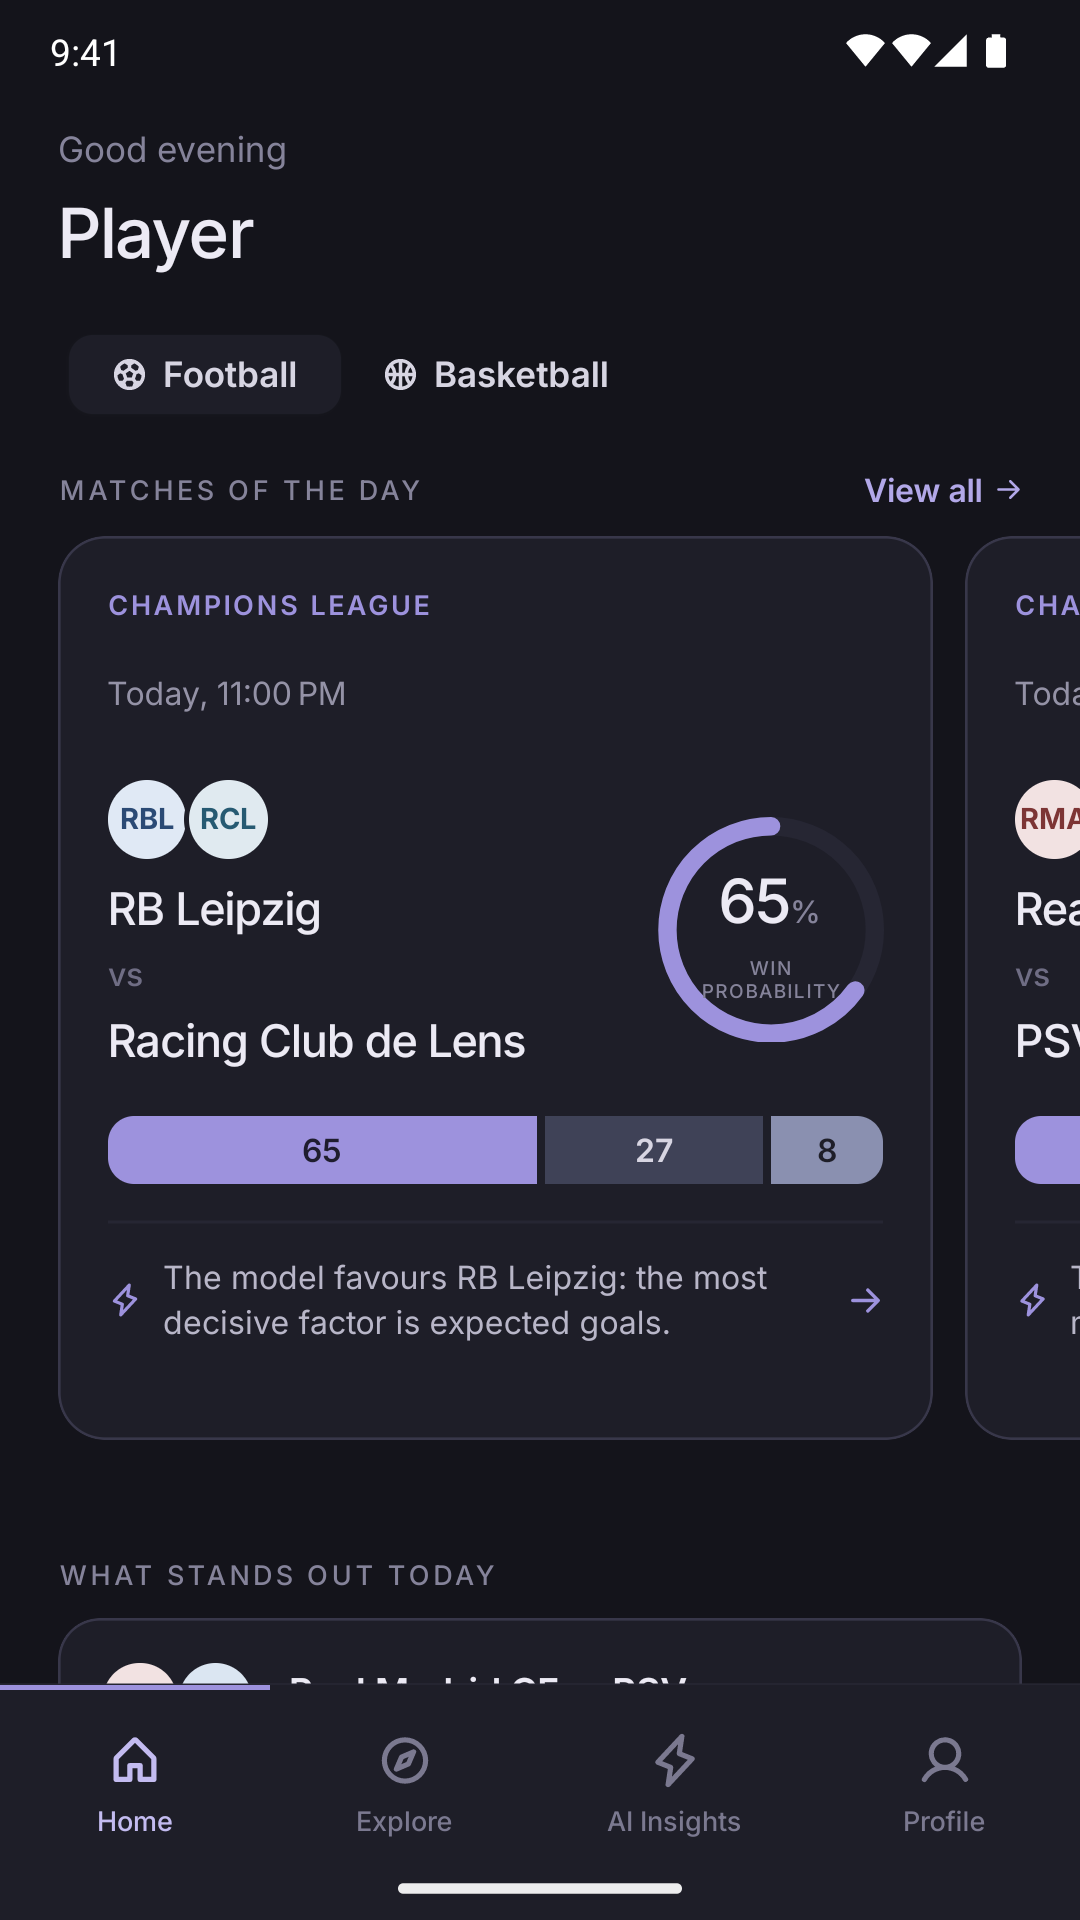 9:41
Good evening
Player
Football
Basketball
MATCHES OF THE DAY
View all
CHAMPIONS LEAGUE
Today, 11:00 PM
RBL
RCL
RB Leipzig
VS
Racing Club de Lens
65%
WIN
PROBABILITY
65
27
8
The model favours RB Leipzig: the most
decisive factor is expected goals.
CHA
Toda
RMA
Rea
VS
PSV
WHAT STANDS OUT TODAY
Home
Explore
AI Insights
Profile